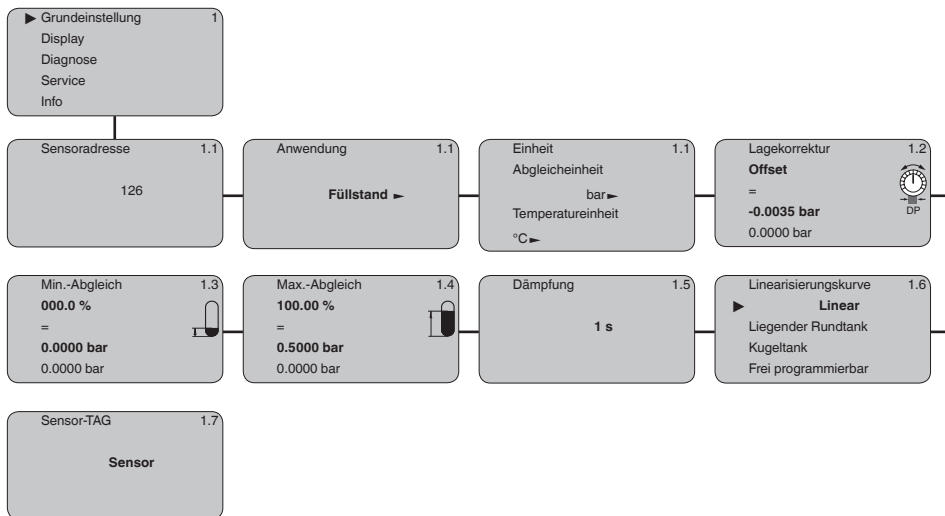 ▶ Grundeinstellung 1
Display
Diagnose
Service
Info
Sensoradresse 1.1
126
Anwendung 1.1
Füllstand ►
Einheit 1.1
Abgleicheinheit
bar►
Temperatureinheit
°C►
Lagekorrektur 1.2
Offset
=
-0.0035 bar
0.0000 bar
DP
Min.-Abgleich 1.3
000.0 %
=
0.0000 bar
0.0000 bar
Max.-Abgleich 1.4
100.00 %
=
0.5000 bar
0.0000 bar
Dämpfung 1.5
1 s
Linearisierungskurve 1.6
▶ Linear
Liegender Rundtank
Kugeltank
Frei programmierbar
Sensor-TAG 1.7
Sensor